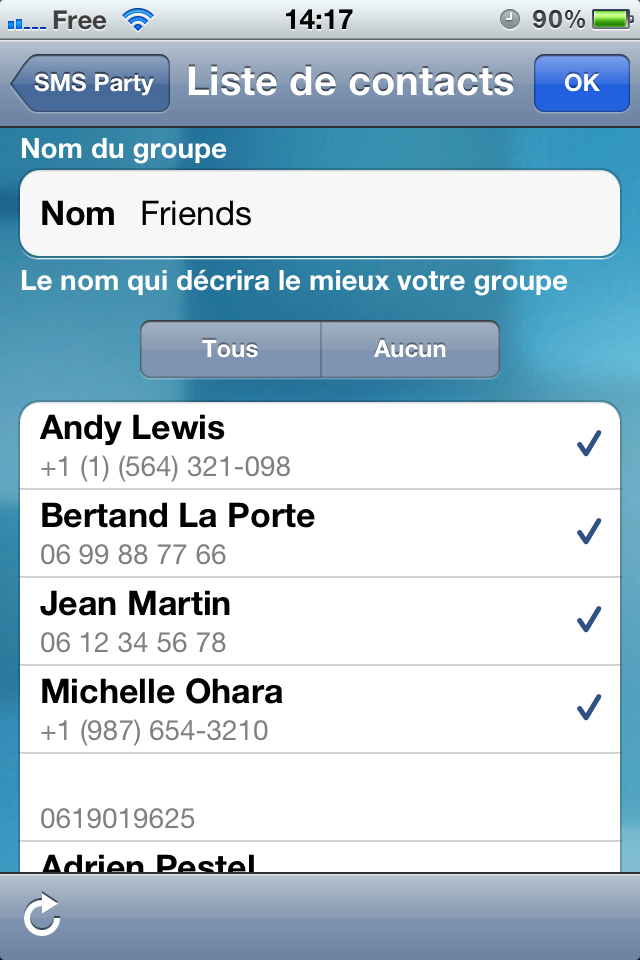 Free 14:17 90%
SMS Party Liste de contacts OK
Nom du groupe
Nom Friends
Le nom qui décrira le mieux votre groupe
Tous Aucun
Andy Lewis
+1 (1) (564) 321-098
Bertand La Porte
06 99 88 77 66
Jean Martin
06 12 34 56 78
Michelle Ohara
+1 (987) 654-3210
0619019625
Adrien Pestel